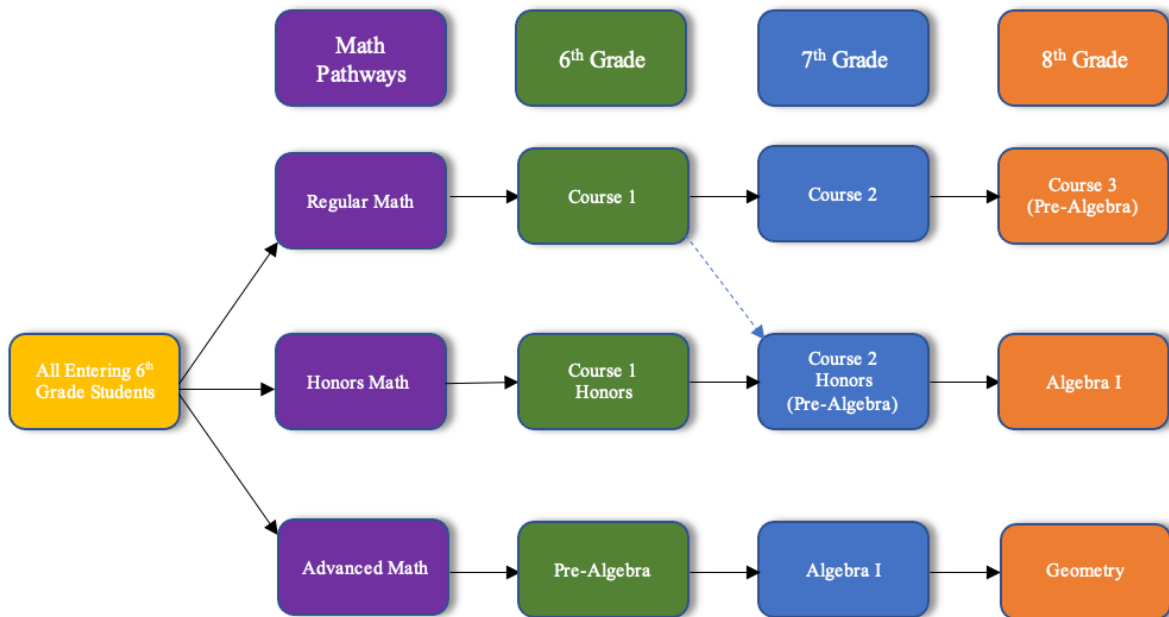 Math
Pathways
6th Grade
7th Grade
8th Grade
Regular Math
Course 1
Course 2
Course 3
(Pre-Algebra)
All Entering 6th
Grade Students
Honors Math
Course 1
Honors
Course 2
Honors
(Pre-Algebra)
Algebra I
Advanced Math
Pre-Algebra
Algebra I
Geometry